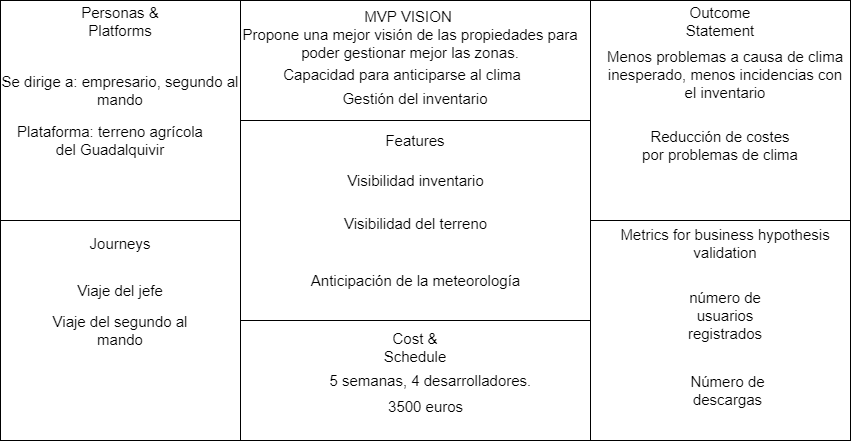 Personas &
Platforms
Se dirige a: empresario, segundo al
mando
Plataforma: terreno agrícola
del Guadalquivir
MVP VISION
Propone una mejor visión de las propiedades para
poder gestionar mejor las zonas.
Capacidad para anticiparse al clima
Gestión del inventario
Outcome
Statement
Menos problemas a causa de clima
inesperado, menos incidencias con
el inventario
Reducción de costes
por problemas de clima
Features
Visibilidad inventario
Visibilidad del terreno
Anticipación de la meteorología
Journeys
Viaje del jefe
Viaje del segundo al
mando
Cost &
Schedule
5 semanas, 4 desarrolladores.
3500 euros
Metrics for business hypothesis
validation
número de
usuarios
registrados
Número de
descargas